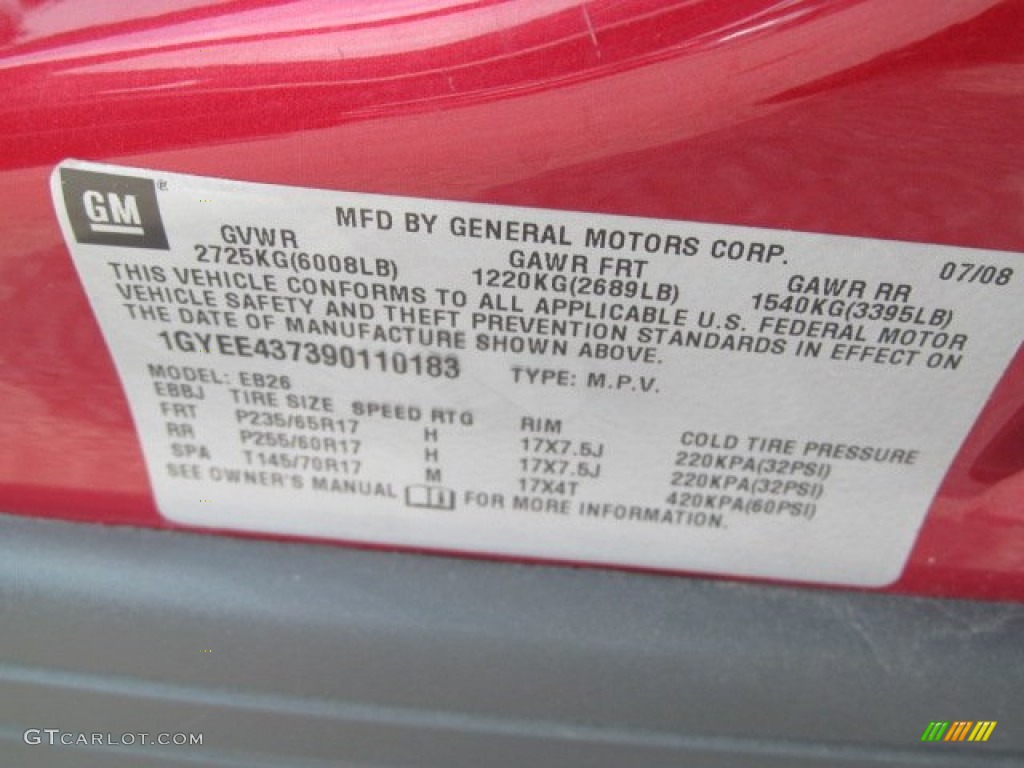 GM
MFD BY GENERAL MOTORS CORP. 07/08
GVWR GAWR FRT GAWR RR
2725KG(6008LB) 1220KG(2689LB) 1540KG(3395LB)
THIS VEHICLE CONFORMS TO ALL APPLICABLE U.S. FEDERAL MOTOR
VEHICLE SAFETY AND THEFT PREVENTION STANDARDS IN EFFECT ON
THE DATE OF MANUFACTURE SHOWN ABOVE.
1GYEE437390110183 TYPE: M.P.V.
MODEL: EB26
EBBJ TIRE SIZE SPEED RTG RIM COLD TIRE PRESSURE
FRT P235/65R17 H 17X7.5J 220KPA(32PSI)
RR P255/60R17 H 17X7.5J 220KPA(32PSI)
SPA T145/70R17 M 17X4T 420KPA(60PSI)
SEE OWNER'S MANUAL FOR MORE INFORMATION.
GTCARLOT.COM